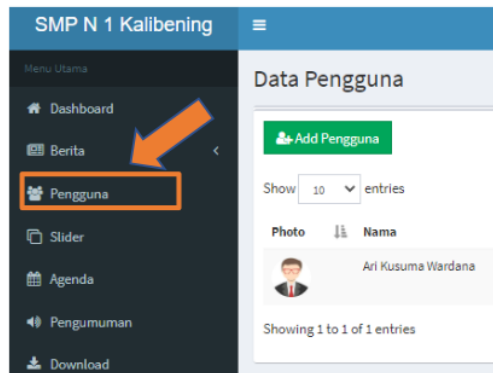 SMP N 1 Kalibening
Menu Utama
Dashboard
Berita
Pengguna
Slider
Agenda
Pengumuman
Download
Data Pengguna
Add Pengguna
Show 10 entries
Photo Nama
Ari Kusuma Wardana
Showing 1 to 1 of 1 entries